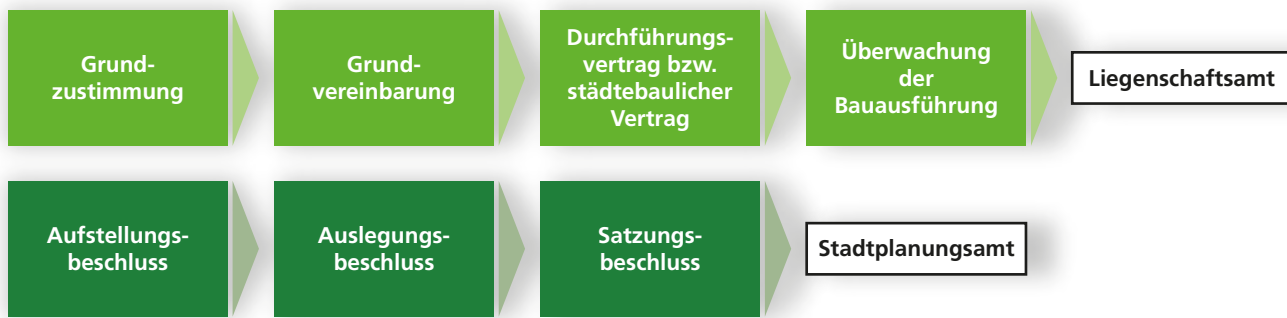 Grund-
zustimmung
Grund-
vereinbarung
Durchführungs-
vertrag bzw.
städtebaulicher
Vertrag
Überwachung
der
Bauausführung
Liegenschaftsamt
Aufstellungs-
beschluss
Auslegungs-
beschluss
Satzungs-
beschluss
Stadtplanungsamt